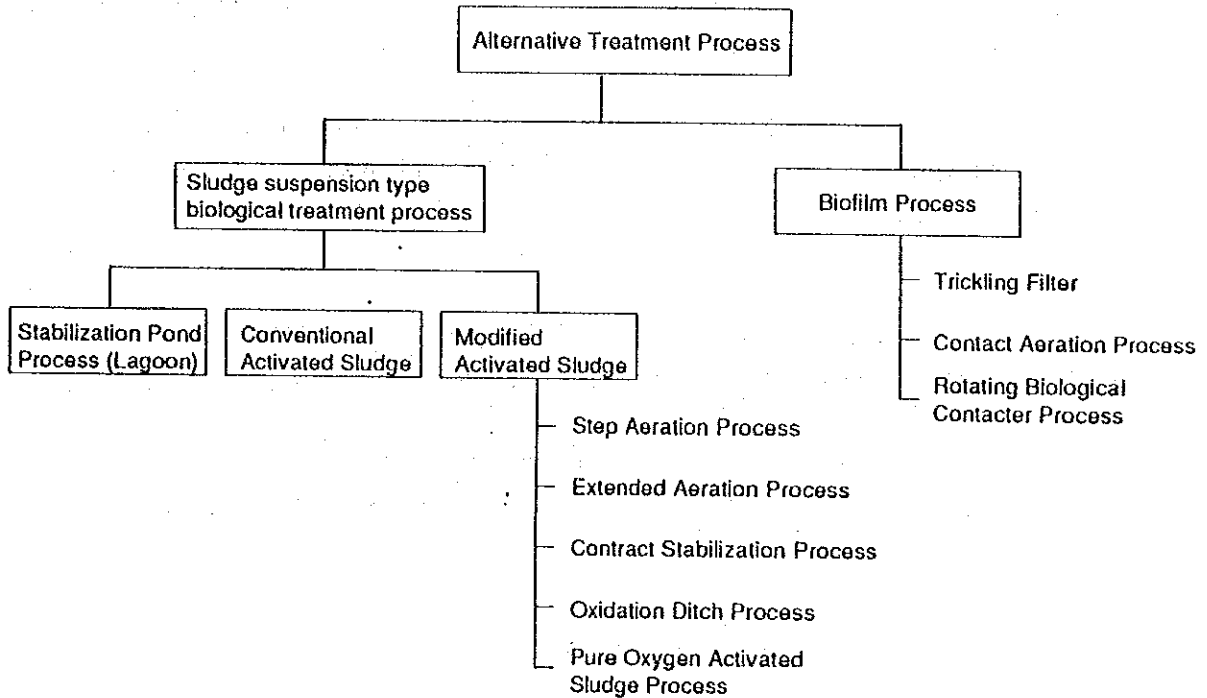 Alternative Treatment Process
Sludge suspension type
biological treatment process
Biofilm Process
Stabilization Pond
Process (Lagoon)
Conventional
Activated Sludge
Modified
Activated Sludge
Trickling Filter
Contact Aeration Process
Rotating Biological
Contacter Process
Step Aeration Process
Extended Aeration Process
Contract Stabilization Process
Oxidation Ditch Process
Pure Oxygen Activated
Sludge Process